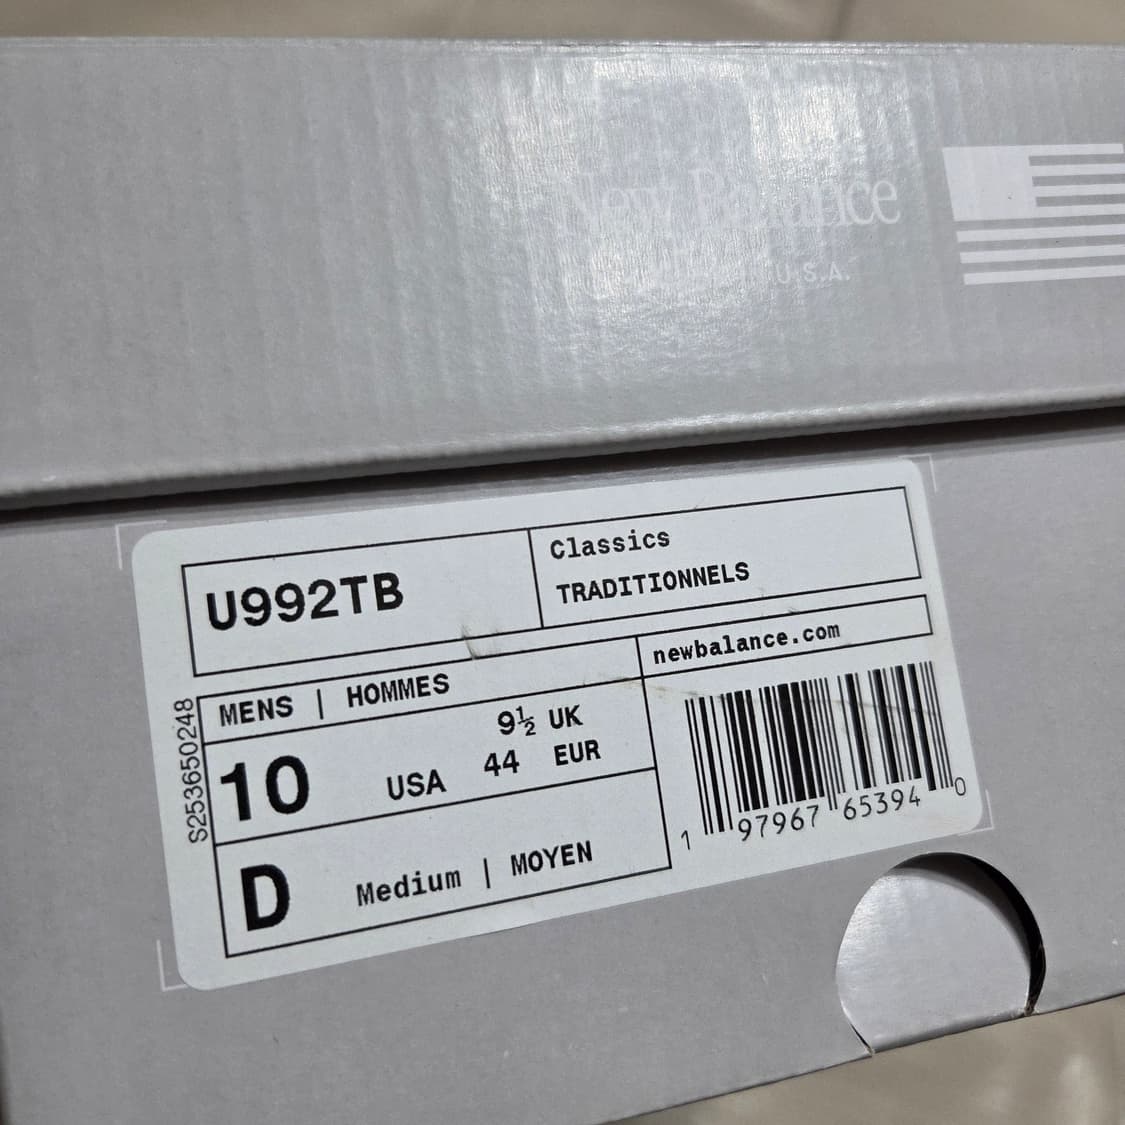 New Balance
U.S.A.
U992TB
Classics
TRADITIONNELS
newbalance.com
MENS | HOMMES
10 USA
9½ UK
44 EUR
D Medium | MOYEN
S253650248
1 97967 65394 0